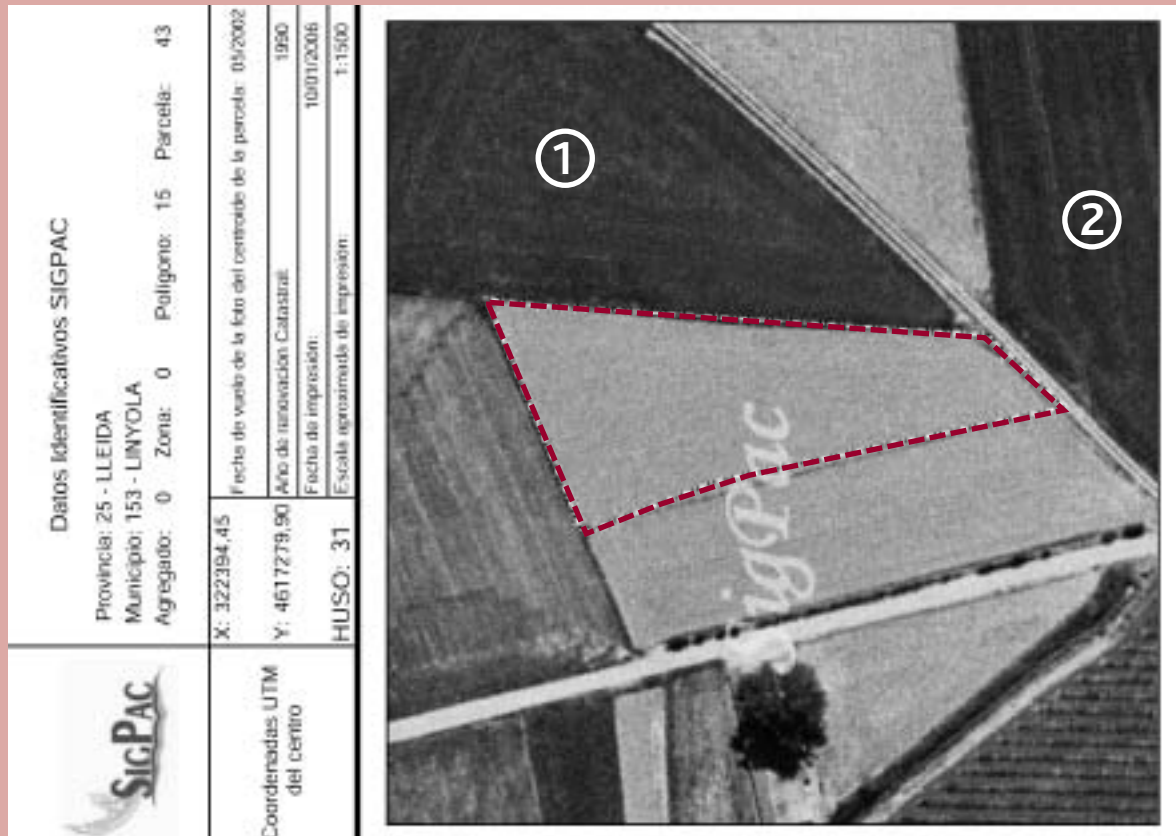 Datos Identificativos SIGPAC
Provincia: 25 - LLEIDA
Municipio: 153 - LINYOLA
Agregado: 0 Zona: 0 Polígono: 15 Parcela: 43
SIGPAC
Coordenadas UTM
del centro
X: 322394,45
Y: 4617279,90
HUSO: 31
Fecha de vuelo de la foto del centroide de la parcela: 05/2002
Año de renovación Catastral: 1990
Fecha de impresión: 10/01/2006
Escala aproximada de impresión: 1:1500
1
2
SigPac